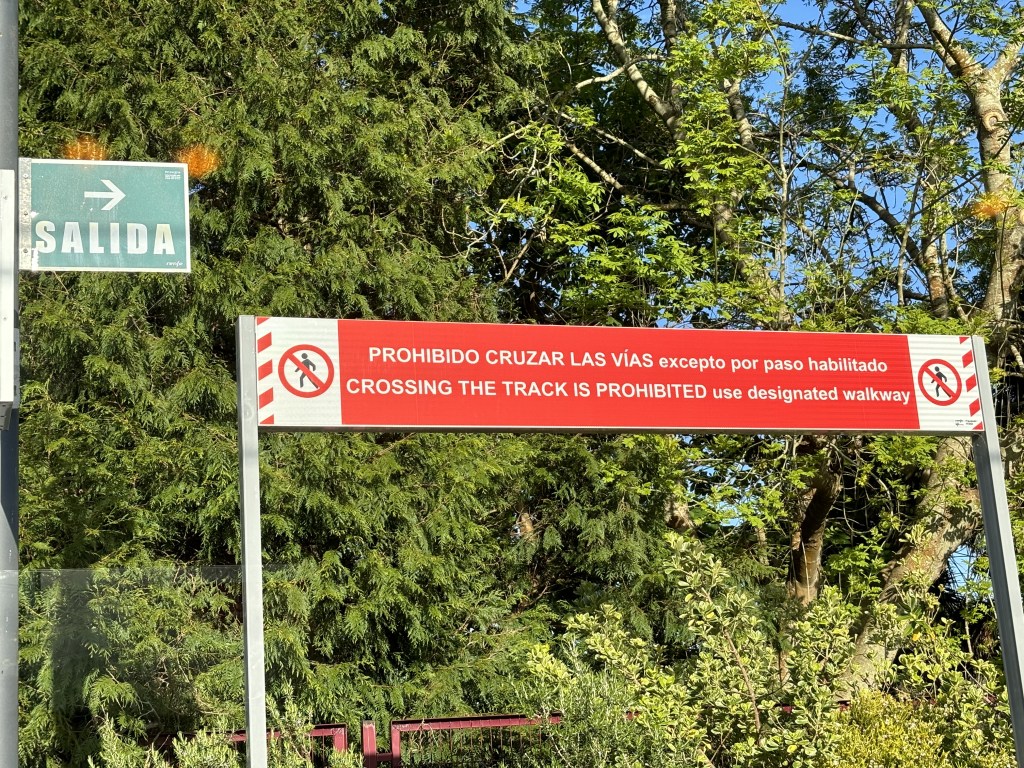 SALIDA
PROHIBIDO CRUZAR LAS VÍAS excepto por paso habilitado
CROSSING THE TRACK IS PROHIBITED use designated walkway